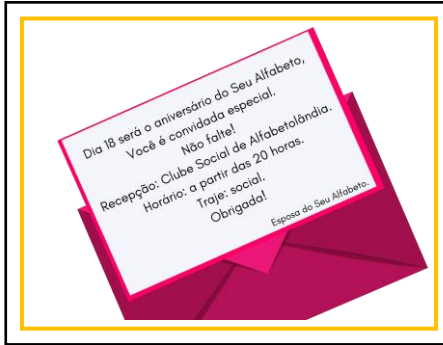 Dia 18 será o aniversário do Seu Alfabeto,
Você é convidada especial.
Não falte!
Recepção: Clube Social de Alfabetolândia.
Horário: a partir das 20 horas.
Traje: social.
Obrigada!
Esposa do Seu Alfabeto.